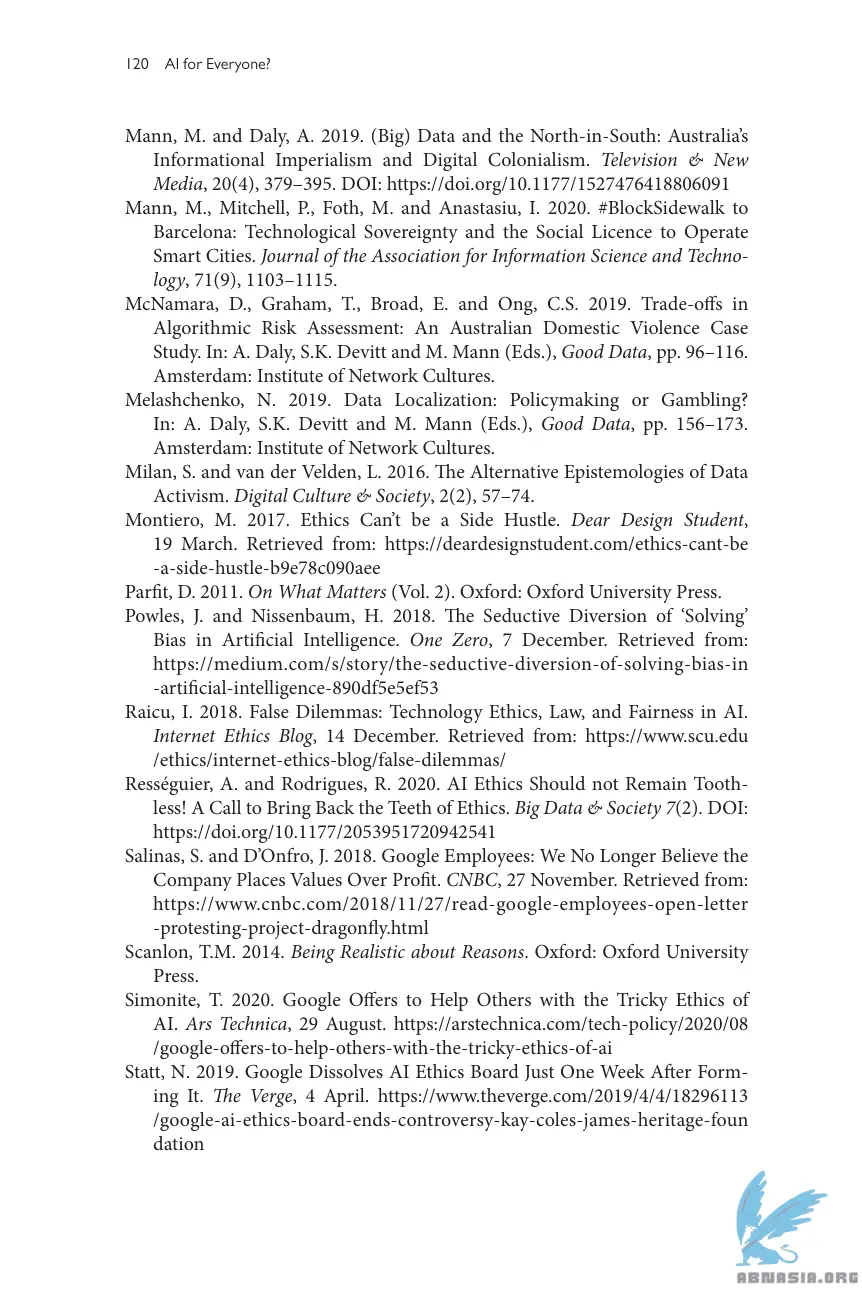 120 AI for Everyone?
Mann, M. and Daly, A. 2019. (Big) Data and the North-in-South: Australia’s
Informational Imperialism and Digital Colonialism. Television & New
Media, 20(4), 379–395. DOI: https://doi.org/10.1177/1527476418806091
Mann, M., Mitchell, P., Foth, M. and Anastasiu, I. 2020. #BlockSidewalk to
Barcelona: Technological Sovereignty and the Social Licence to Operate
Smart Cities. Journal of the Association for Information Science and Techno-
logy, 71(9), 1103–1115.
McNamara, D., Graham, T., Broad, E. and Ong, C.S. 2019. Trade-offs in
Algorithmic Risk Assessment: An Australian Domestic Violence Case
Study. In: A. Daly, S.K. Devitt and M. Mann (Eds.), Good Data, pp. 96–116.
Amsterdam: Institute of Network Cultures.
Melashchenko, N. 2019. Data Localization: Policymaking or Gambling?
In: A. Daly, S.K. Devitt and M. Mann (Eds.), Good Data, pp. 156–173.
Amsterdam: Institute of Network Cultures.
Milan, S. and van der Velden, L. 2016. The Alternative Epistemologies of Data
Activism. Digital Culture & Society, 2(2), 57–74.
Montiero, M. 2017. Ethics Can’t be a Side Hustle. Dear Design Student,
19 March. Retrieved from: https://deardesignstudent.com/ethics-cant-be
-a-side-hustle-b9e78c090aee
Parfit, D. 2011. On What Matters (Vol. 2). Oxford: Oxford University Press.
Powles, J. and Nissenbaum, H. 2018. The Seductive Diversion of ‘Solving’
Bias in Artificial Intelligence. One Zero, 7 December. Retrieved from:
https://medium.com/s/story/the-seductive-diversion-of-solving-bias-in
-artificial-intelligence-890df5e5ef53
Raicu, I. 2018. False Dilemmas: Technology Ethics, Law, and Fairness in AI.
Internet Ethics Blog, 14 December. Retrieved from: https://www.scu.edu
/ethics/internet-ethics-blog/false-dilemmas/
Rességuier, A. and Rodrigues, R. 2020. AI Ethics Should not Remain Tooth-
less! A Call to Bring Back the Teeth of Ethics. Big Data & Society 7(2). DOI:
https://doi.org/10.1177/2053951720942541
Salinas, S. and D’Onfro, J. 2018. Google Employees: We No Longer Believe the
Company Places Values Over Profit. CNBC, 27 November. Retrieved from:
https://www.cnbc.com/2018/11/27/read-google-employees-open-letter
-protesting-project-dragonfly.html
Scanlon, T.M. 2014. Being Realistic about Reasons. Oxford: Oxford University
Press.
Simonite, T. 2020. Google Offers to Help Others with the Tricky Ethics of
AI. Ars Technica, 29 August. https://arstechnica.com/tech-policy/2020/08
/google-offers-to-help-others-with-the-tricky-ethics-of-ai
Statt, N. 2019. Google Dissolves AI Ethics Board Just One Week After Form-
ing It. The Verge, 4 April. https://www.theverge.com/2019/4/4/18296113
/google-ai-ethics-board-ends-controversy-kay-coles-james-heritage-foun
dation
ABNASIA.ORG